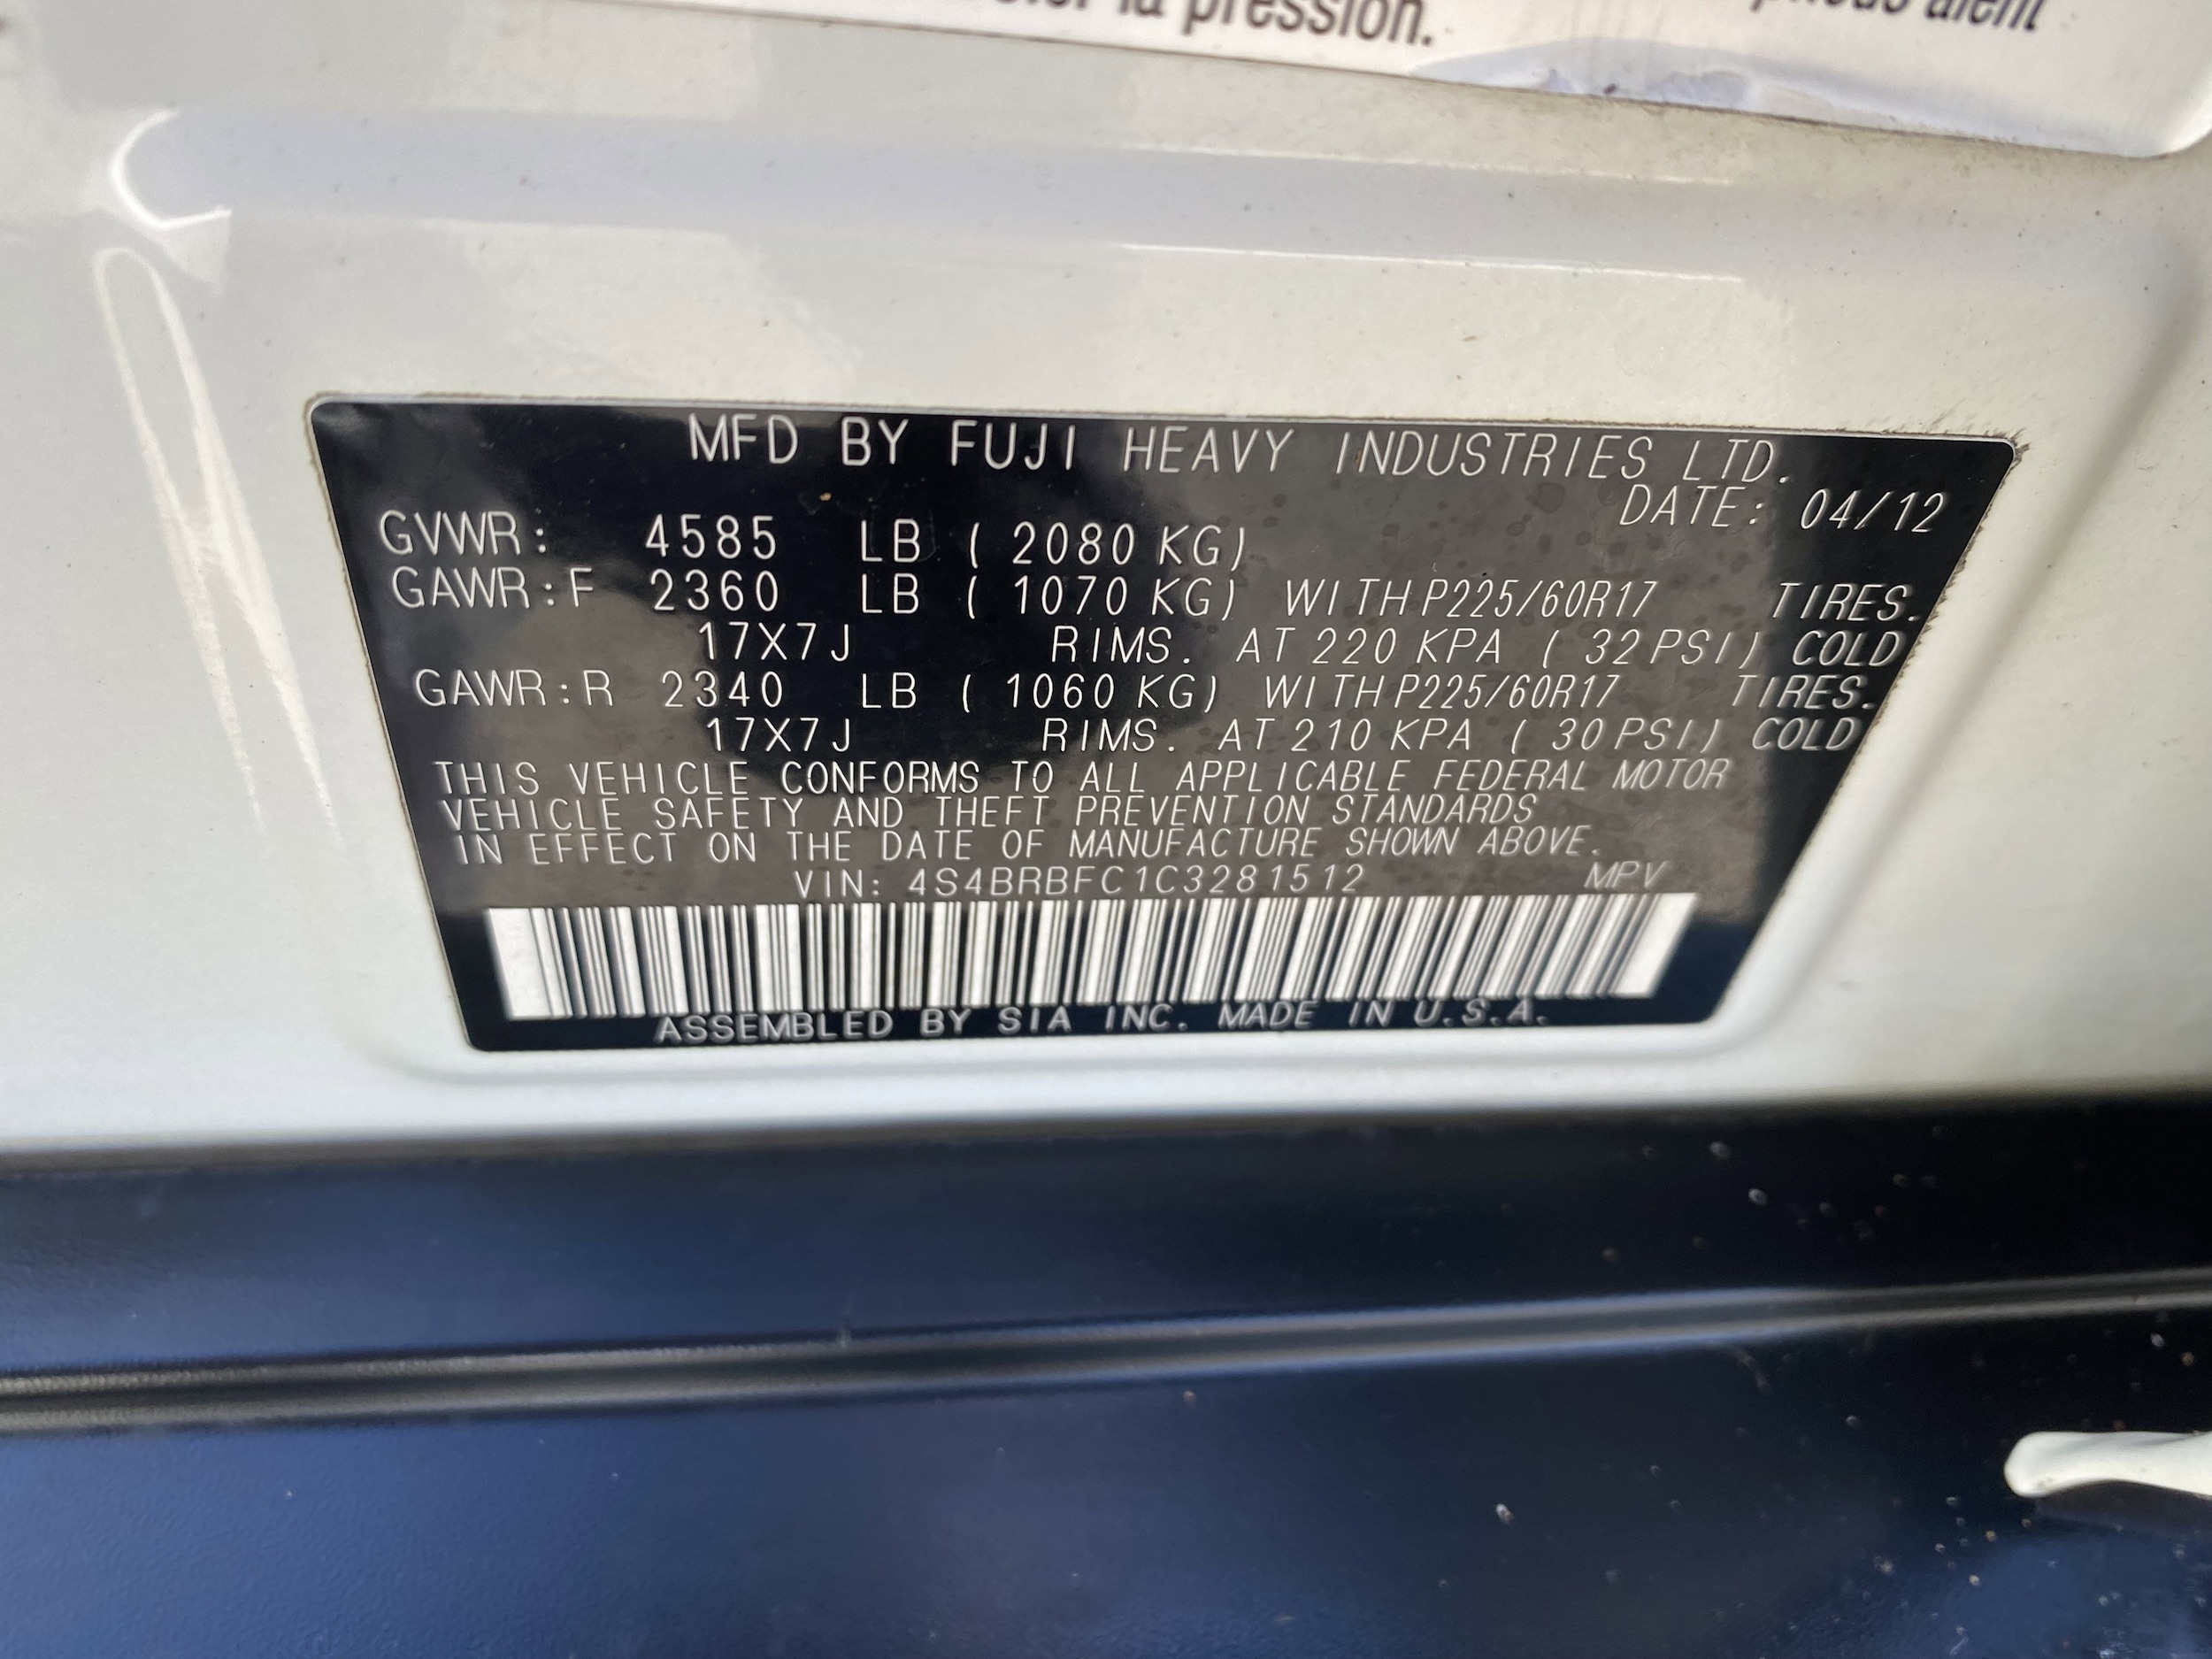 la pression.
aient
MFD BY FUJI HEAVY INDUSTRIES LTD.
DATE: 04/12
GVWR: 4585 LB ( 2080 KG)
GAWR:F 2360 LB ( 1070 KG) WITH P225/60R17 TIRES.
17X7J RIMS. AT 220 KPA ( 32 PSI) COLD
GAWR:R 2340 LB ( 1060 KG) WITH P225/60R17 TIRES.
17X7J RIMS. AT 210 KPA ( 30 PSI) COLD
THIS VEHICLE CONFORMS TO ALL APPLICABLE FEDERAL MOTOR
VEHICLE SAFETY AND THEFT PREVENTION STANDARDS
IN EFFECT ON THE DATE OF MANUFACTURE SHOWN ABOVE.
VIN: 4S4BRBFC1C3281512 MPV
ASSEMBLED BY SIA INC. MADE IN U.S.A.